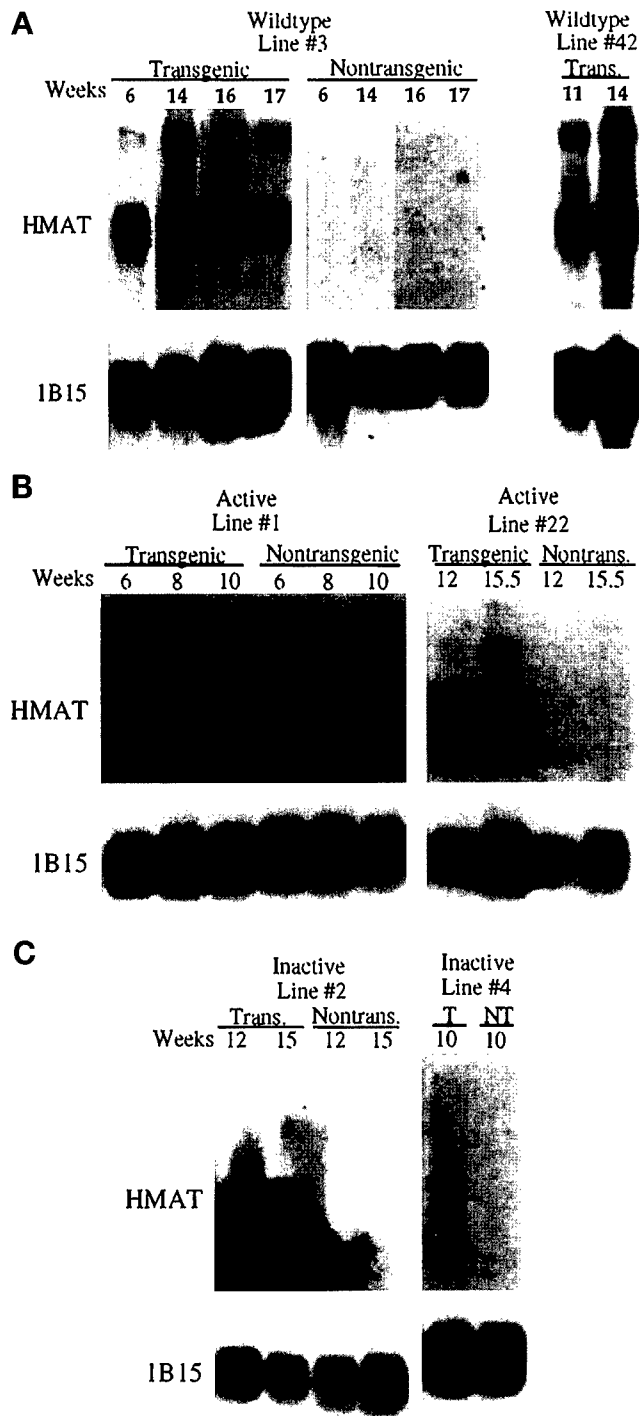 A
Wildtype
Line #3
Wildtype
Line #42
Transgenic
Nontransgenic
Trans.
Weeks 6 14 16 17 6 14 16 17 11 14
HMAT
1B15
B
Active
Line #1
Active
Line #22
Transgenic Nontransgenic Transgenic Nontrans.
Weeks 6 8 10 6 8 10 12 15.5 12 15.5
HMAT
1B15
C
Inactive
Line #2
Inactive
Line #4
Trans. Nontrans. T NT
Weeks 12 15 12 15 10 10
HMAT
1B15